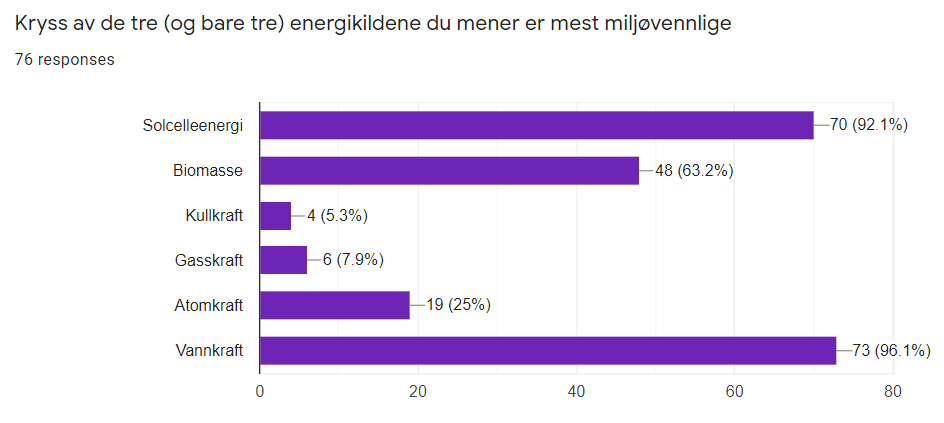 Kryss av de tre (og bare tre) energikildene du mener er mest miljøvennlige
76 responses
Solcelleenergi 70 (92.1%)
Biomasse 48 (63.2%)
Kullkraft 4 (5.3%)
Gasskraft 6 (7.9%)
Atomkraft 19 (25%)
Vannkraft 73 (96.1%)
0 20 40 60 80